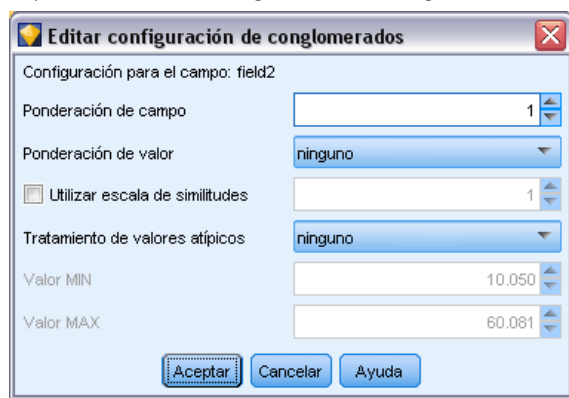 Editar configuración de conglomerados
Configuración para el campo: field2
Ponderación de campo 1
Ponderación de valor ninguno
Utilizar escala de similitudes 1
Tratamiento de valores atípicos ninguno
Valor MIN 10.050
Valor MAX 60.081
Aceptar Cancelar Ayuda